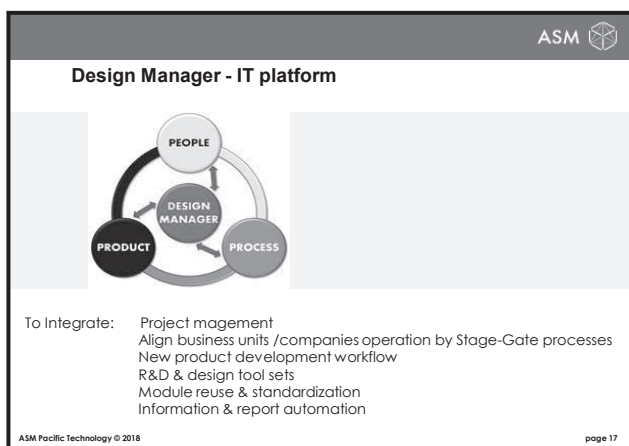 ASM
Design Manager - IT platform
PEOPLE
DESIGN
MANAGER
PRODUCT
PROCESS
To Integrate: Project magement
Align business units /companies operation by Stage-Gate processes
New product development workflow
R&D & design tool sets
Module reuse & standardization
Information & report automation
ASM Pacific Technology © 2018 page 17